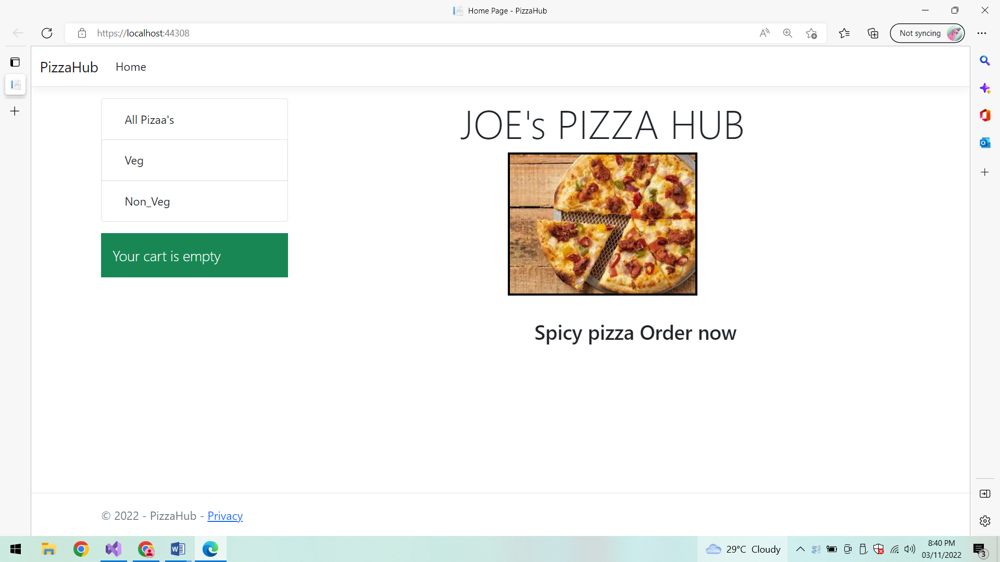 Home Page - PizzaHub
https://localhost:44308
Not syncing
PizzaHub
Home
All Pizaa's
Veg
Non_Veg
Your cart is empty
JOE's PIZZA HUB
Spicy pizza Order now
© 2022 - PizzaHub - Privacy
29°C Cloudy
8:40 PM
03/11/2022
3